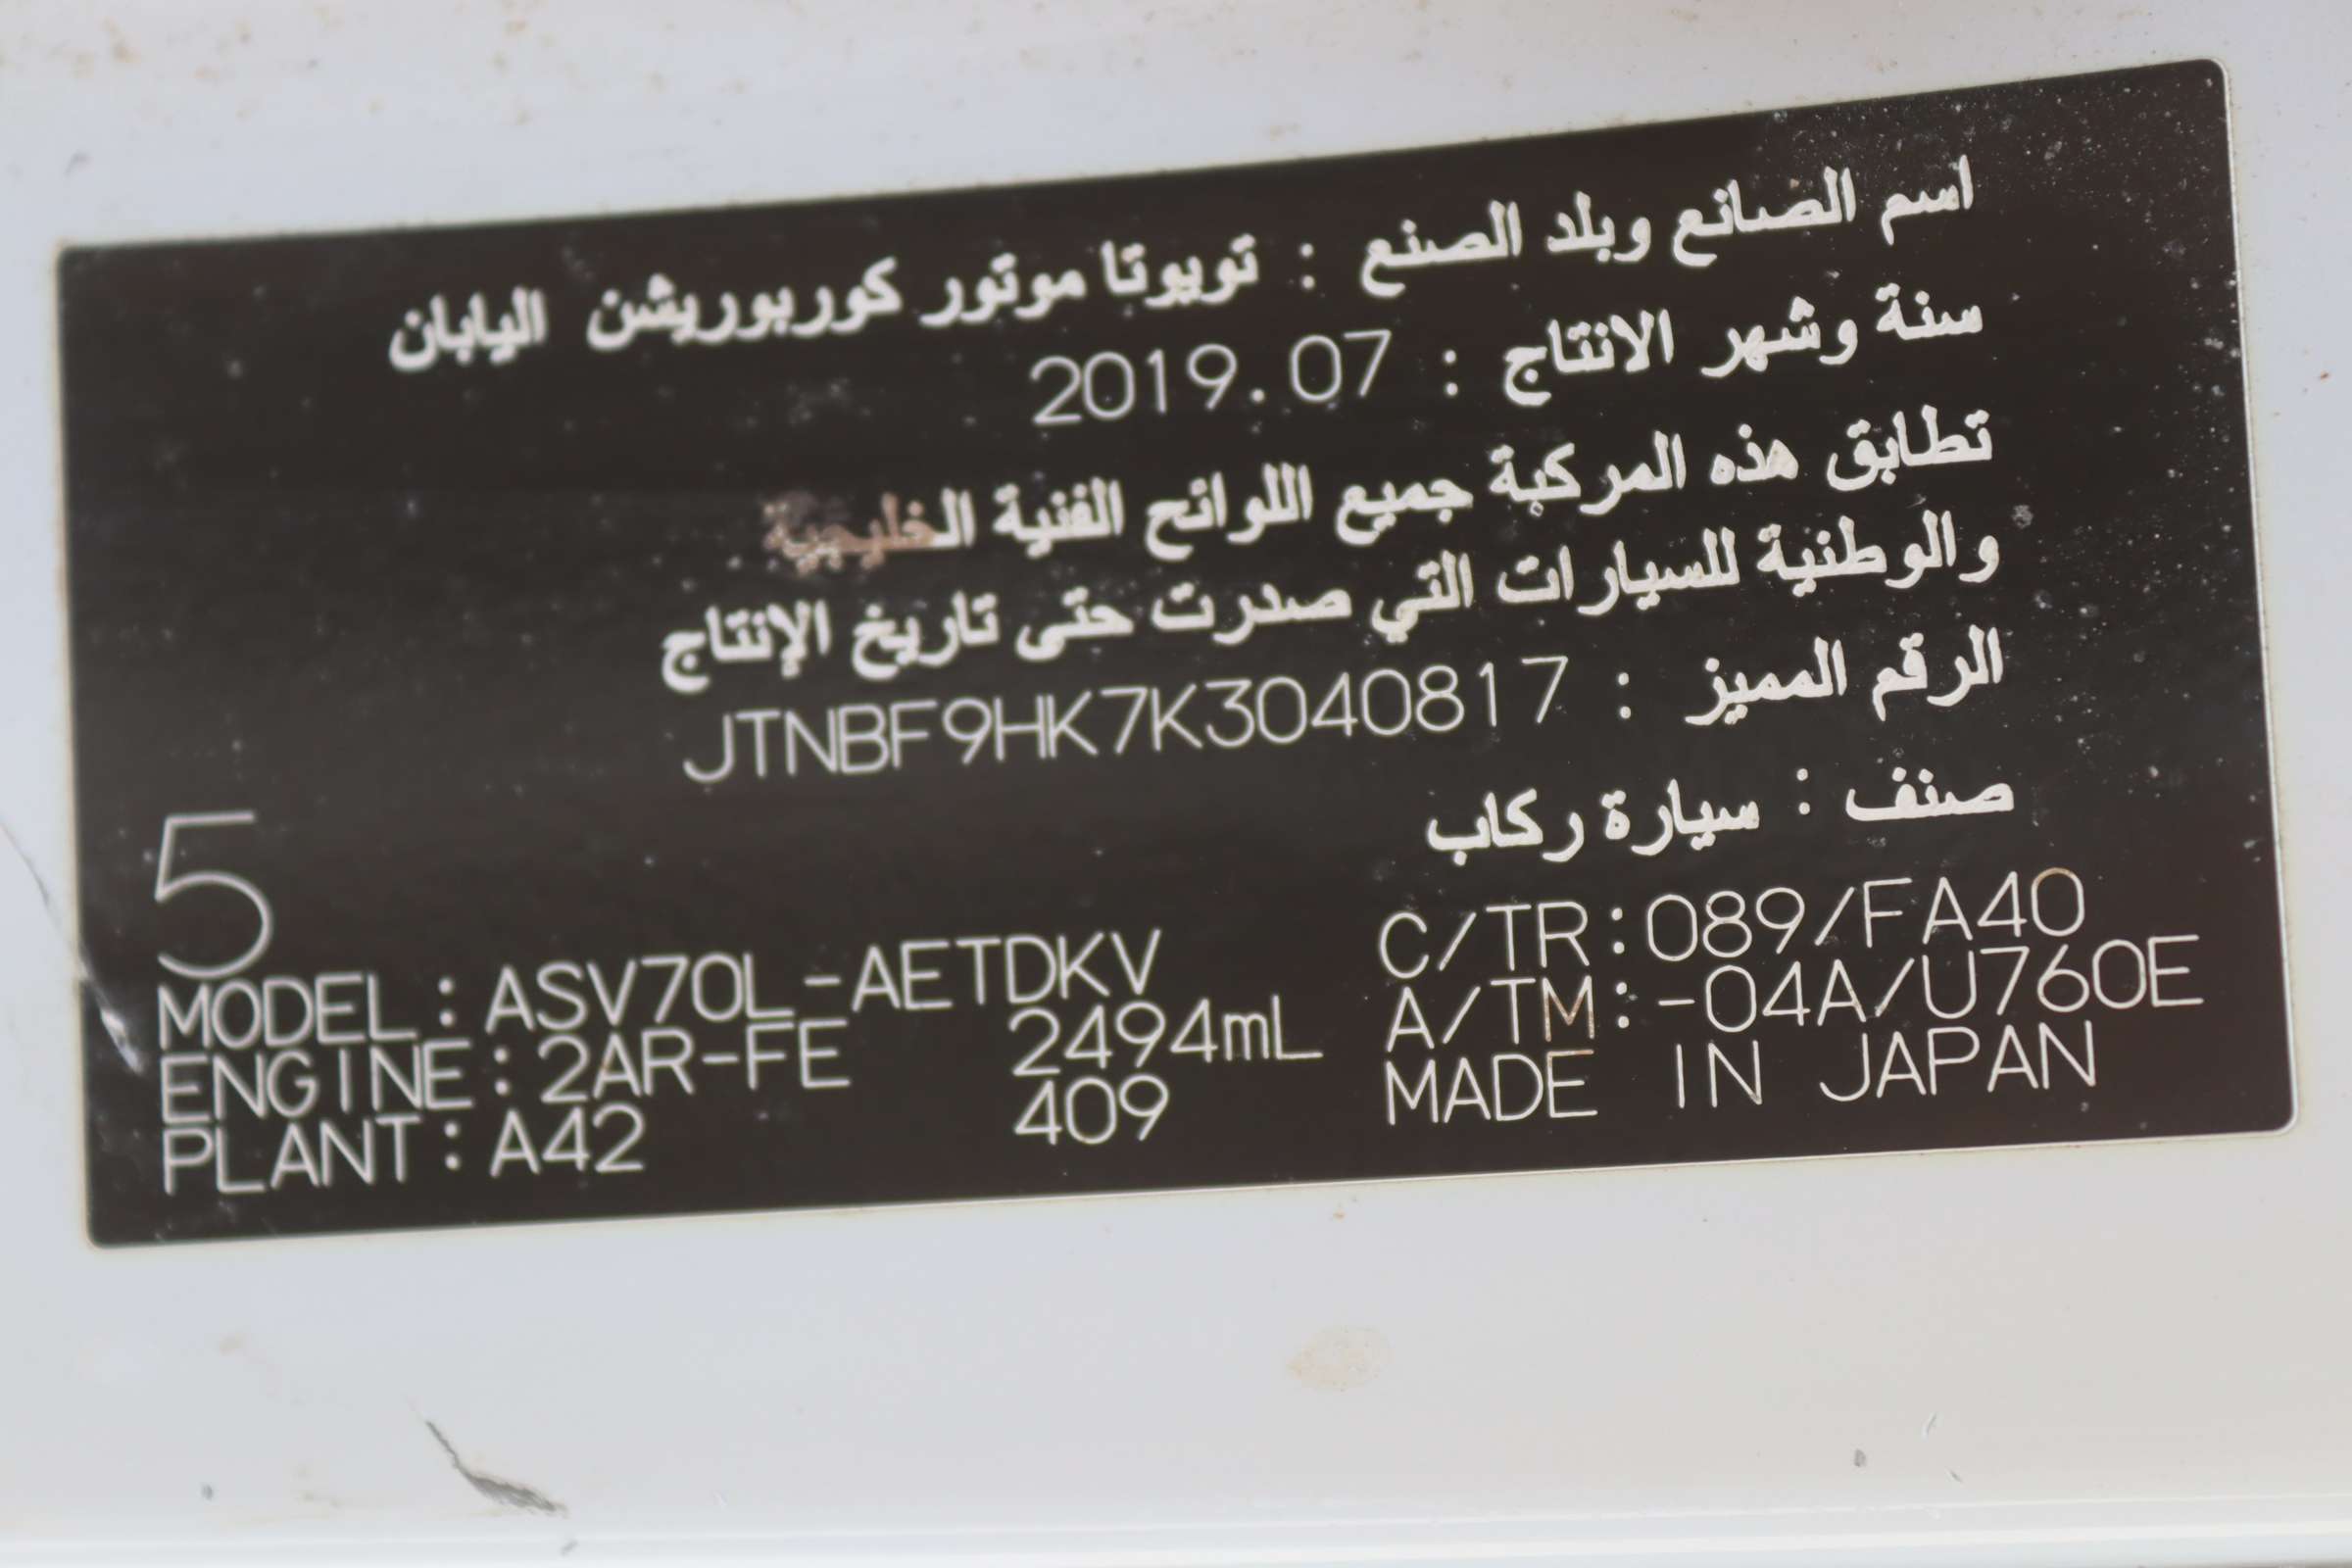 اسم الصانع وبلد الصنع : تويوتا موتور كوربوريشن اليابان
سنة وشهر الانتاج : 2019.07
تطابق هذه المركبة جميع اللوائح الفنية الخليجية
والوطنية للسيارات التي صدرت حتى تاريخ الإنتاج
الرقم المميز : JTNBF9HK7K3040817
صنف : سيارة ركاب
5
MODEL: ASV70L-AETDKV C/TR:089/FA40
ENGINE: 2AR-FE 2494mL A/TM:-04A/U760E
PLANT: A42 409 MADE IN JAPAN